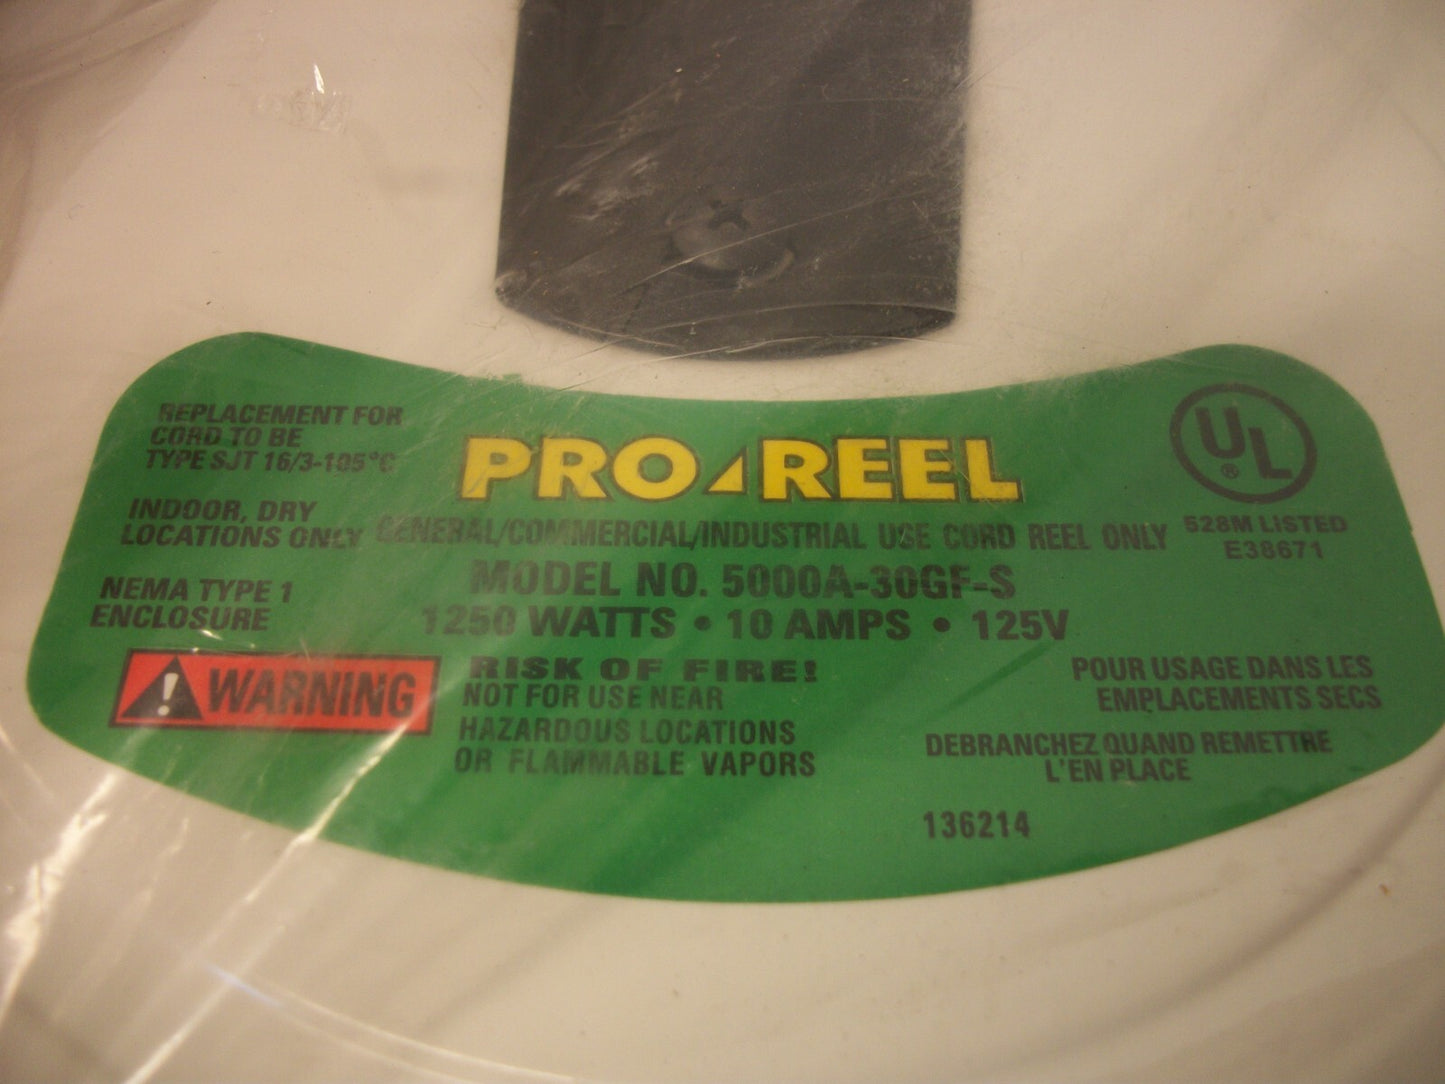 REPLACEMENT FOR
CORD TO BE
TYPE SJT 16/3-105°C
INDOOR, DRY
LOCATIONS ONLY
NEMA TYPE 1
ENCLOSURE
PRO REEL
GENERAL/COMMERCIAL/INDUSTRIAL USE CORD REEL ONLY
MODEL NO. 5000A-30GF-S
1250 WATTS • 10 AMPS • 125V
UL
®
528M LISTED
E38671
! WARNING
RISK OF FIRE!
NOT FOR USE NEAR
HAZARDOUS LOCATIONS
OR FLAMMABLE VAPORS
POUR USAGE DANS LES
EMPLACEMENTS SECS
DEBRANCHEZ QUAND REMETTRE
L'EN PLACE
136214